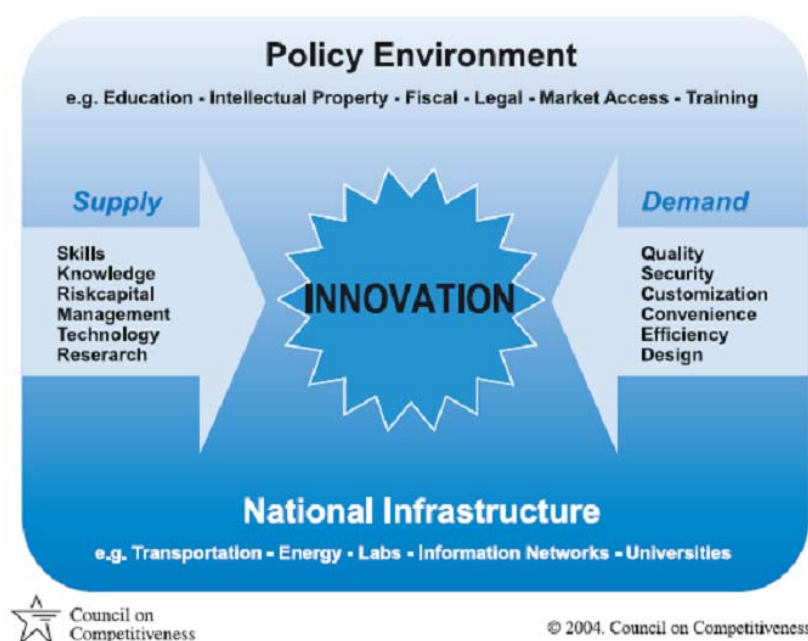 Policy Environment
e.g. Education - Intellectual Property - Fiscal - Legal - Market Access - Training
Supply
Skills
Knowledge
Riskcapital
Management
Technology
Reserarch
INNOVATION
Demand
Quality
Security
Customization
Convenience
Efficiency
Design
National Infrastructure
e.g. Transportation - Energy - Labs - Information Networks - Universities
Council on
Competitiveness
© 2004. Council on Competitiveness